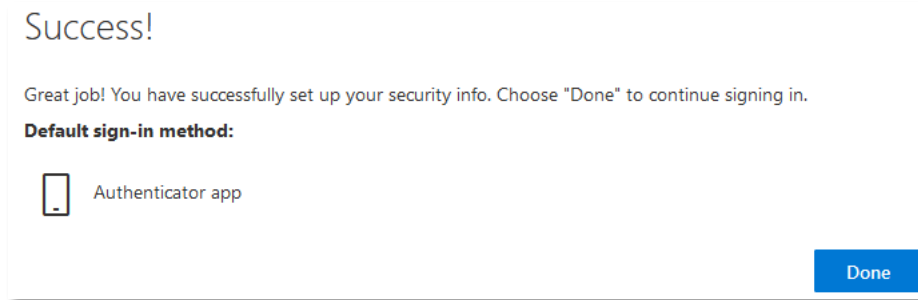 Success!
Great job! You have successfully set up your security info. Choose "Done" to continue signing in.
Default sign-in method:
Authenticator app
Done